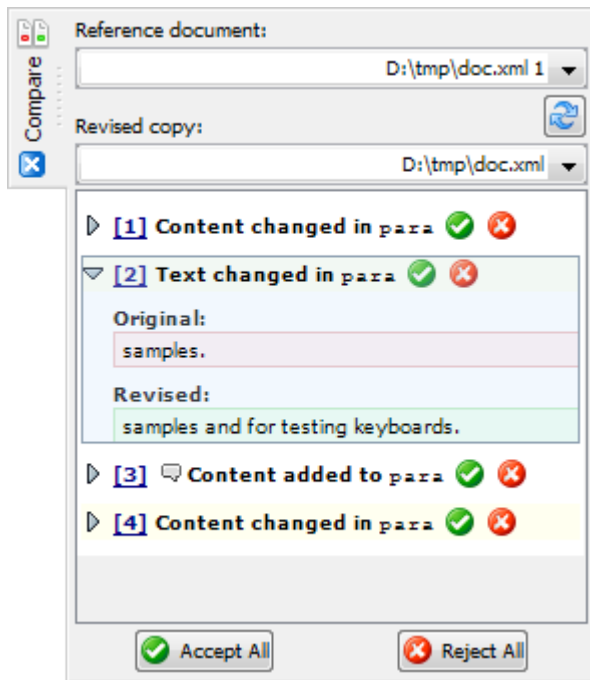 Compare
Reference document:
D:\tmp\doc.xml 1
Revised copy:
D:\tmp\doc.xml
[1] Content changed in para
[2] Text changed in para
Original:
samples.
Revised:
samples and for testing keyboards.
[3] Content added to para
[4] Content changed in para
Accept All
Reject All